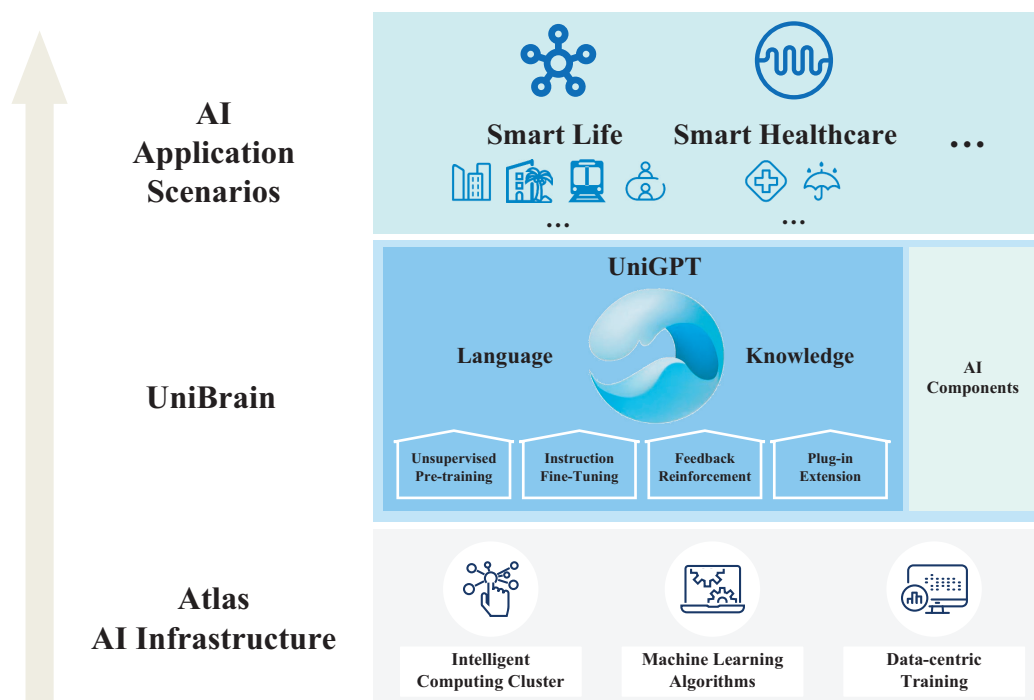 AI
Application
Scenarios
Smart Life
Smart Healthcare
...
...
...
UniBrain
UniGPT
Language
Knowledge
Unsupervised
Pre-training
Instruction
Fine-Tuning
Feedback
Reinforcement
Plug-in
Extension
AI
Components
Atlas
AI Infrastructure
Intelligent
Computing Cluster
Machine Learning
Algorithms
Data-centric
Training